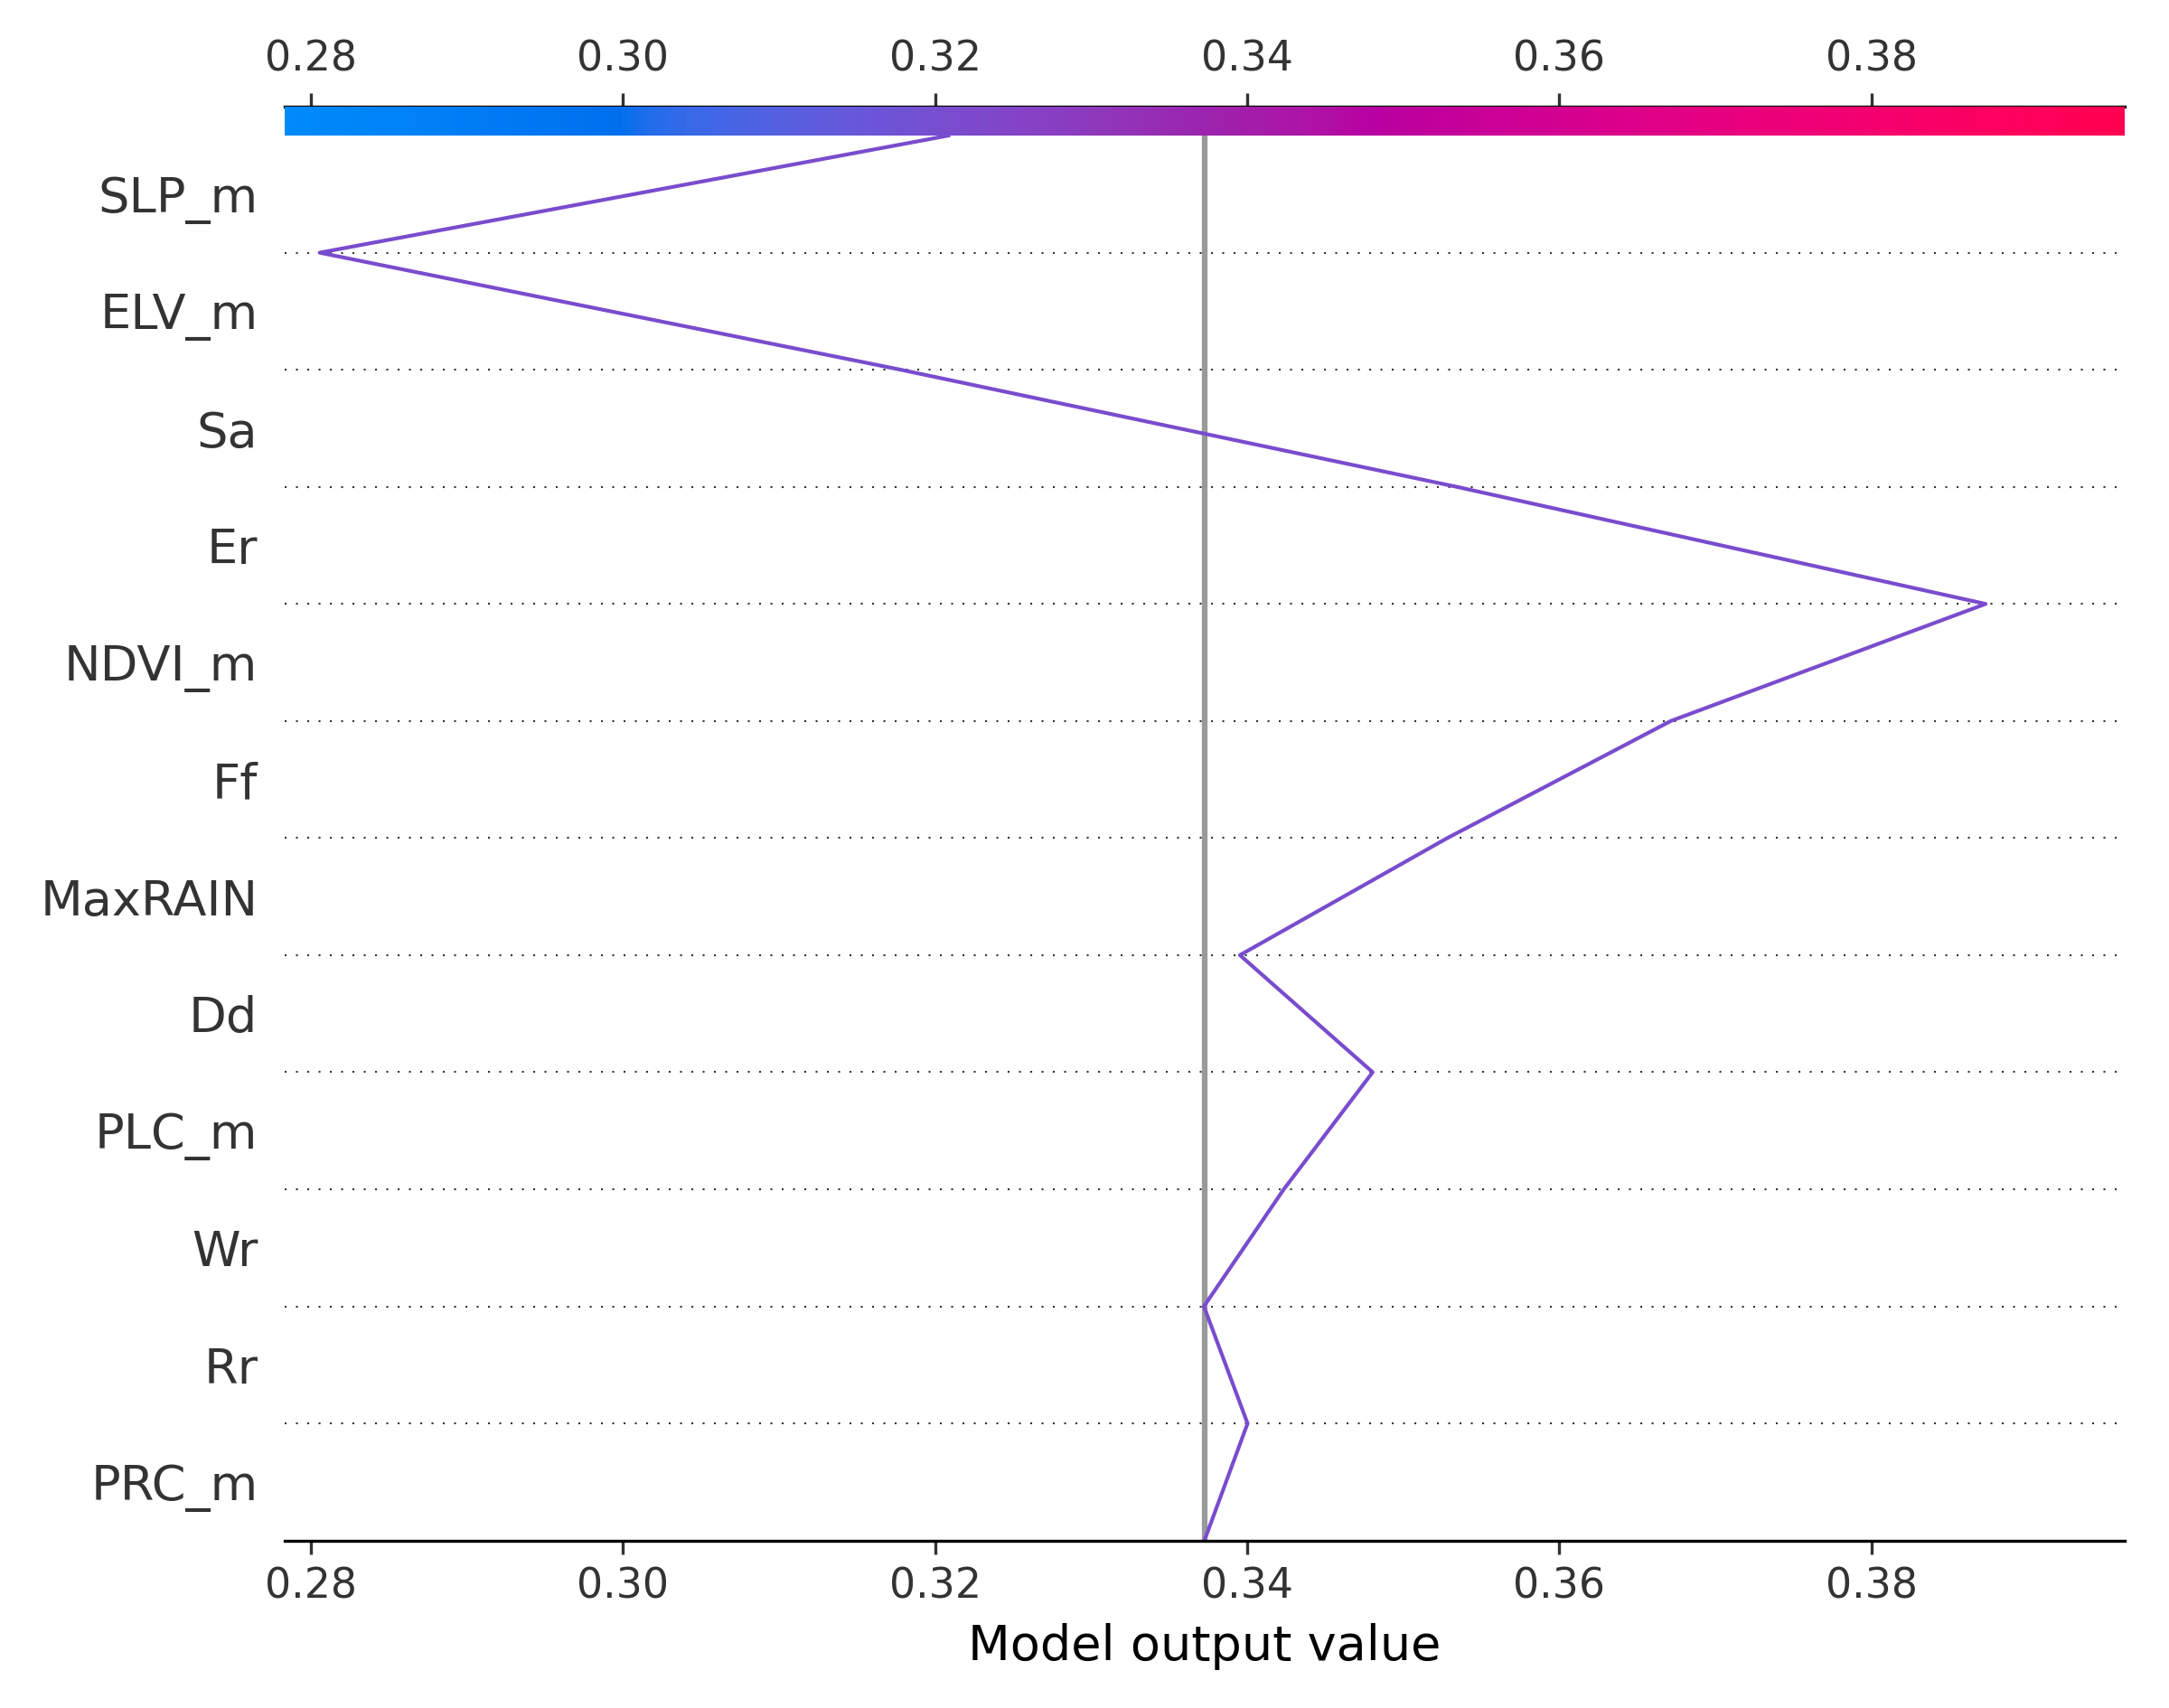 0.28 0.30 0.32 0.34 0.36 0.38
SLP_m
ELV_m
Sa
Er
NDVI_m
Ff
MaxRAIN
Dd
PLC_m
Wr
Rr
PRC_m
0.28 0.30 0.32 0.34 0.36 0.38
Model output value